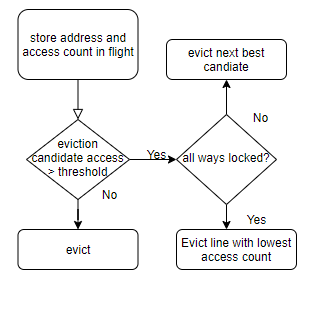 store address and
access count in flight
evict next best
candiate
No
eviction
candidate access
> threshold
Yes
all ways locked?
No
Yes
evict
Evict line with lowest
access count